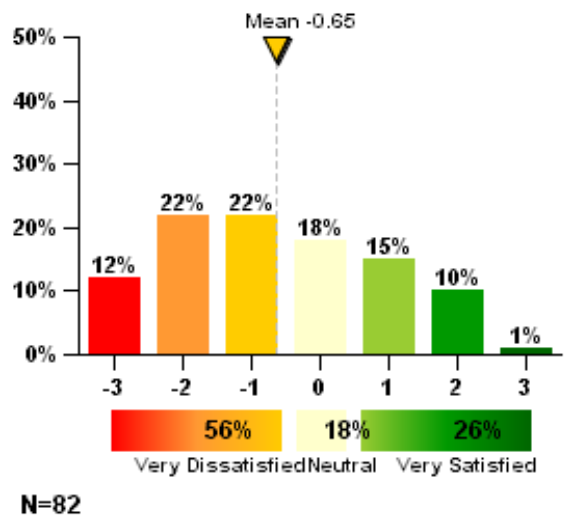 Mean -0.65
50%
40%
30%
20%
10%
0%
12%
22%
22%
18%
15%
10%
1%
-3 -2 -1 0 1 2 3
56% 18% 26%
Very Dissatisfied Neutral Very Satisfied
N=82